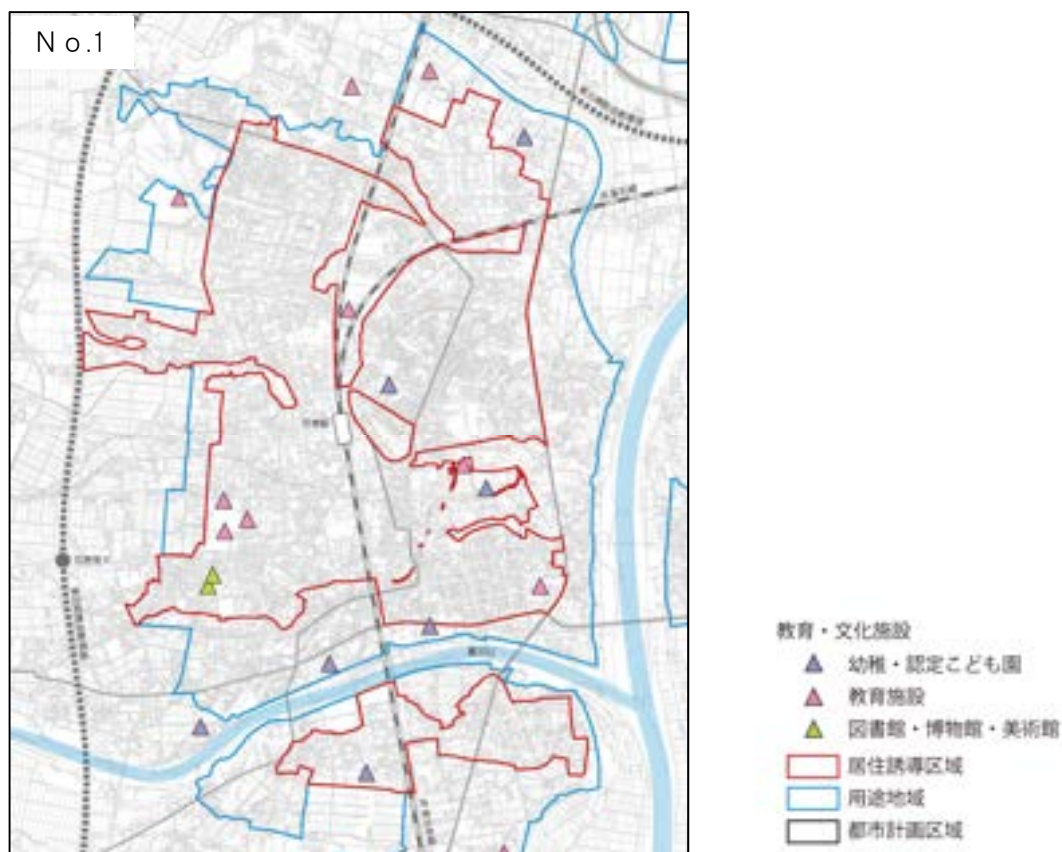 No.1
教育・文化施設
幼稚・認定こども園
教育施設
図書館・博物館・美術館
居住誘導区域
用途地域
都市計画区域